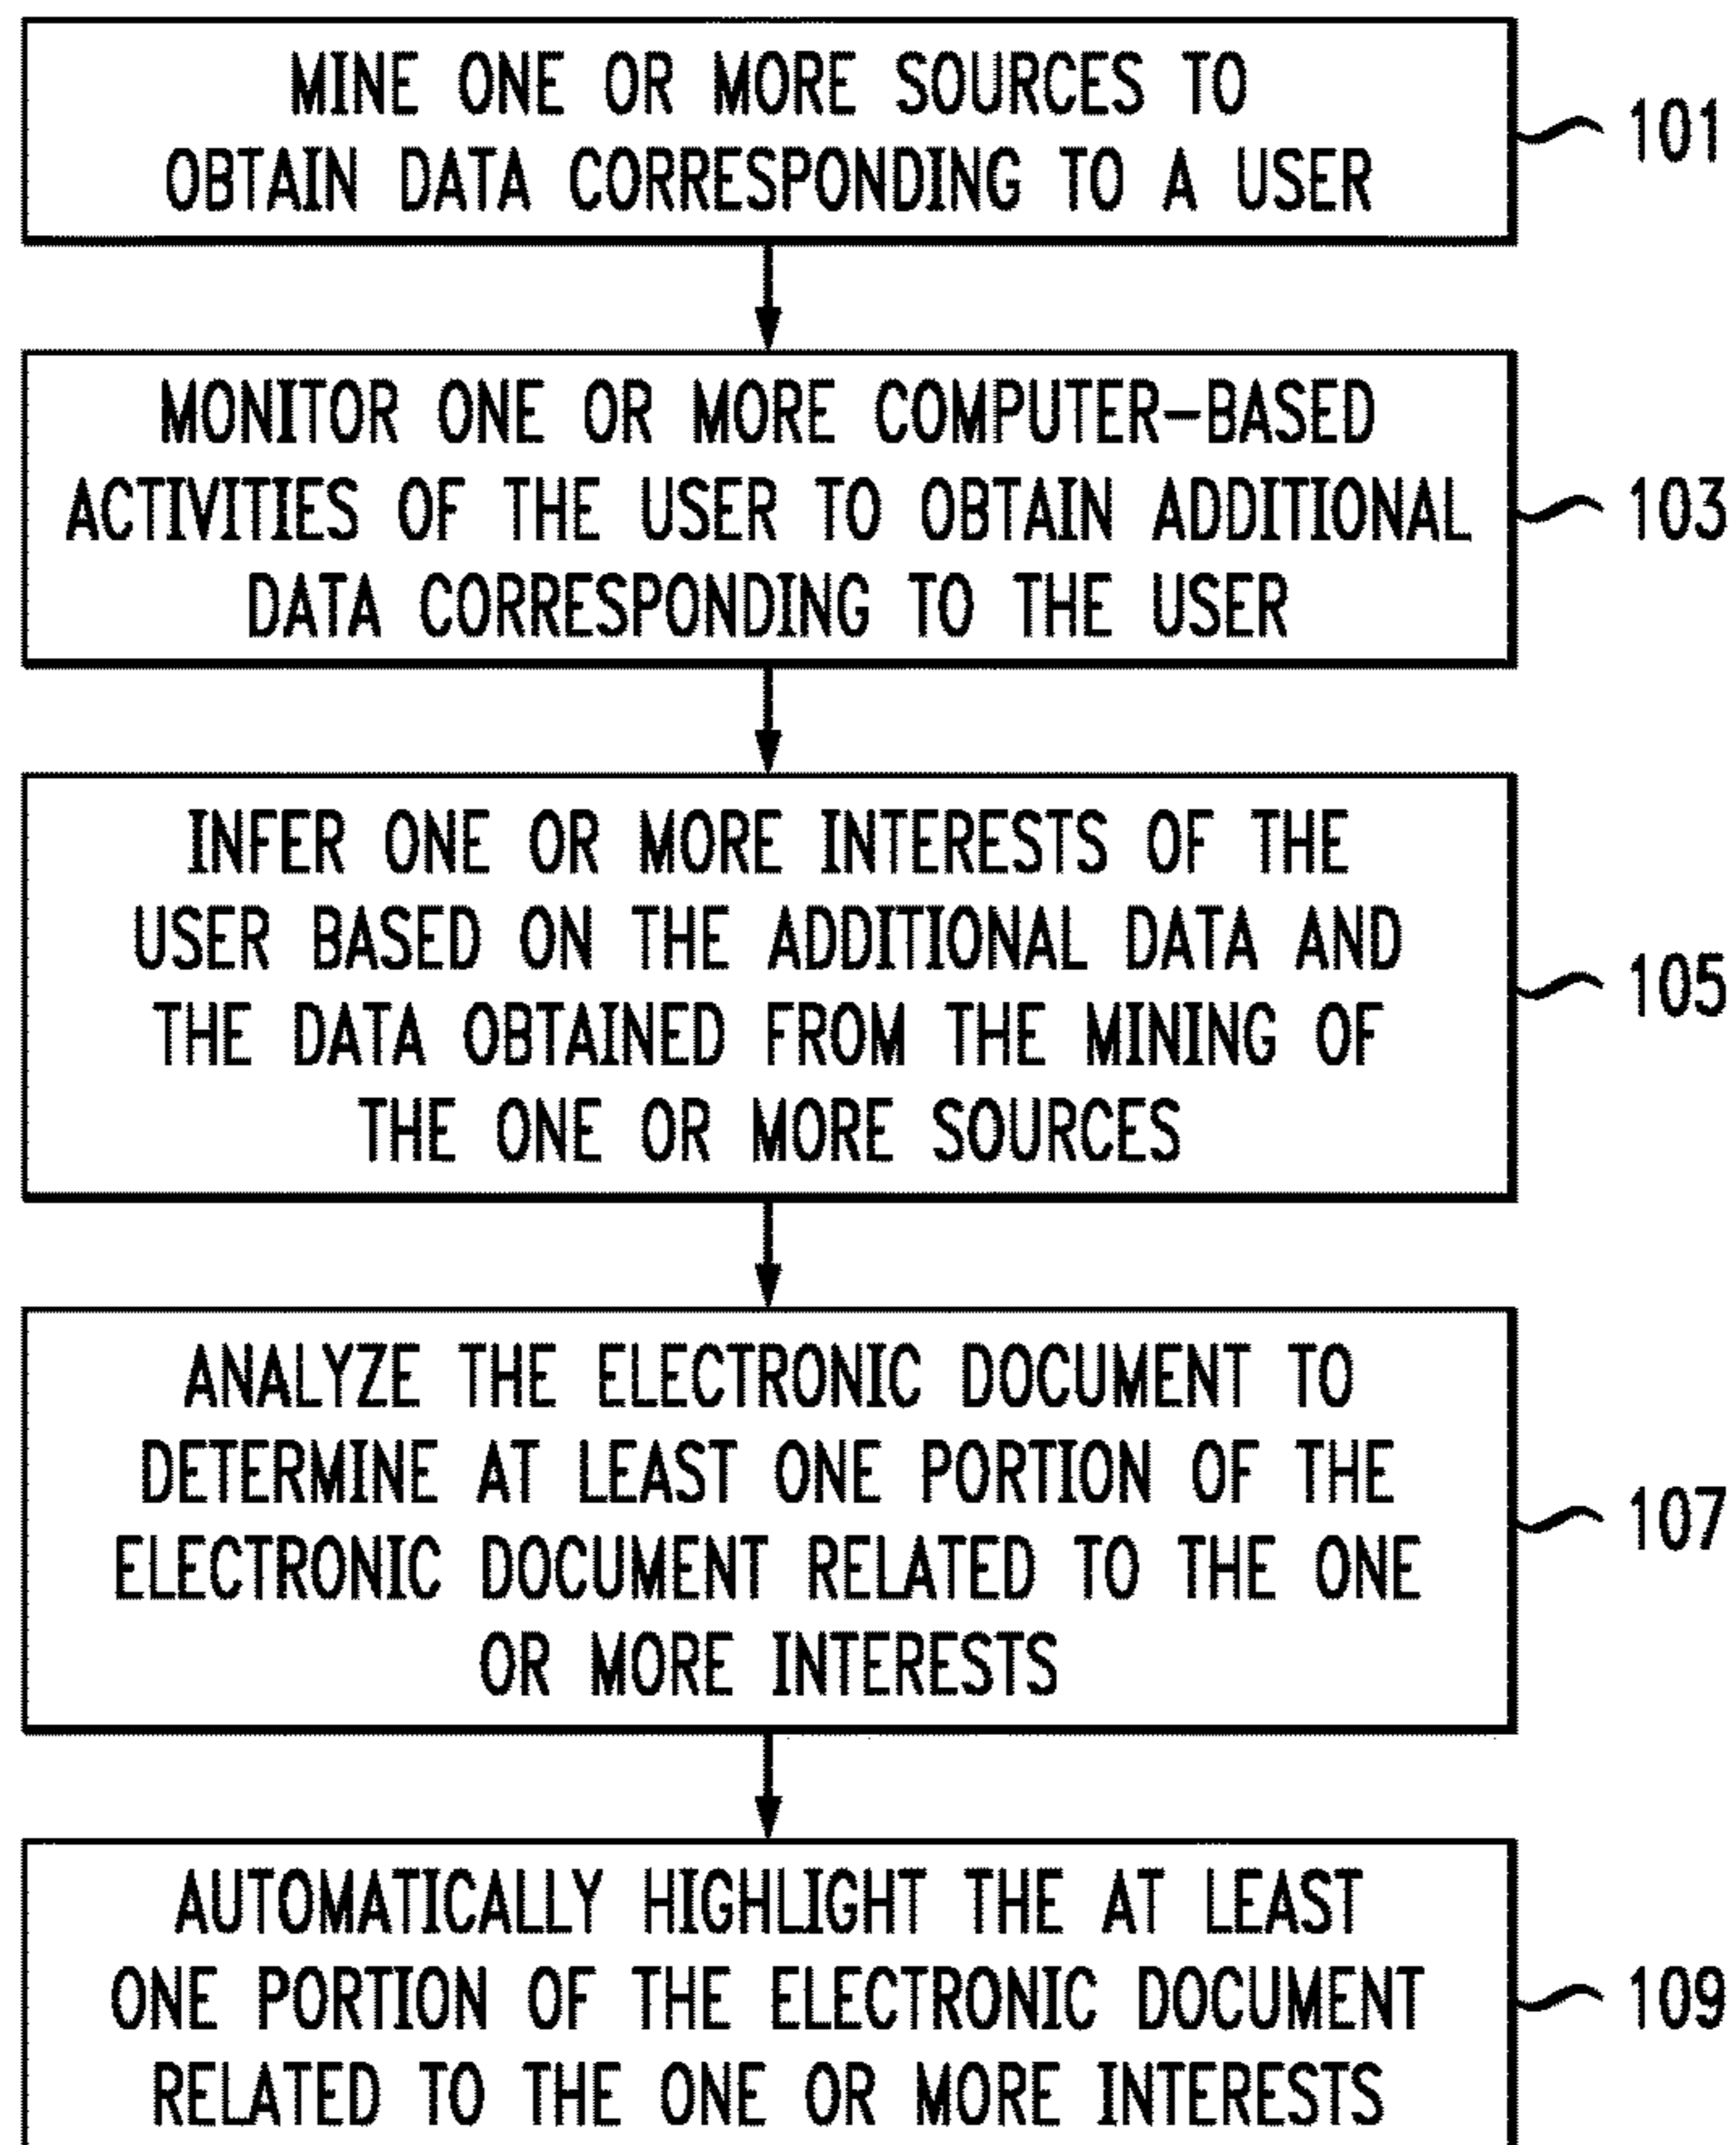 MINE ONE OR MORE SOURCES TO
OBTAIN DATA CORRESPONDING TO A USER
101
MONITOR ONE OR MORE COMPUTER-BASED
ACTIVITIES OF THE USER TO OBTAIN ADDITIONAL
DATA CORRESPONDING TO THE USER
103
INFER ONE OR MORE INTERESTS OF THE
USER BASED ON THE ADDITIONAL DATA AND
THE DATA OBTAINED FROM THE MINING OF
THE ONE OR MORE SOURCES
105
ANALYZE THE ELECTRONIC DOCUMENT TO
DETERMINE AT LEAST ONE PORTION OF THE
ELECTRONIC DOCUMENT RELATED TO THE ONE
OR MORE INTERESTS
107
AUTOMATICALLY HIGHLIGHT THE AT LEAST
ONE PORTION OF THE ELECTRONIC DOCUMENT
RELATED TO THE ONE OR MORE INTERESTS
109